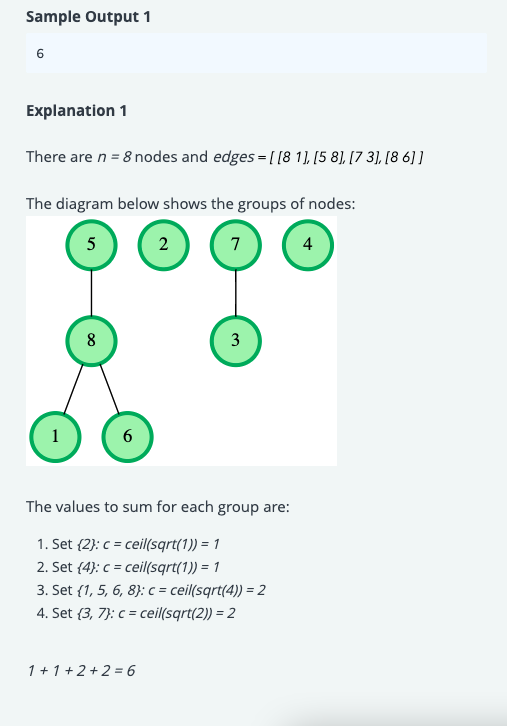 Sample Output 1
6
Explanation 1
There are n = 8 nodes and edges = [ [8 1], [5 8], [7 3], [8 6] ]
The diagram below shows the groups of nodes:
5 2 7 4
8 3
1 6
The values to sum for each group are:
1. Set {2}: c = ceil(sqrt(1)) = 1
2. Set {4}: c = ceil(sqrt(1)) = 1
3. Set {1, 5, 6, 8}: c = ceil(sqrt(4)) = 2
4. Set {3, 7}: c = ceil(sqrt(2)) = 2
1 + 1 + 2 + 2 = 6